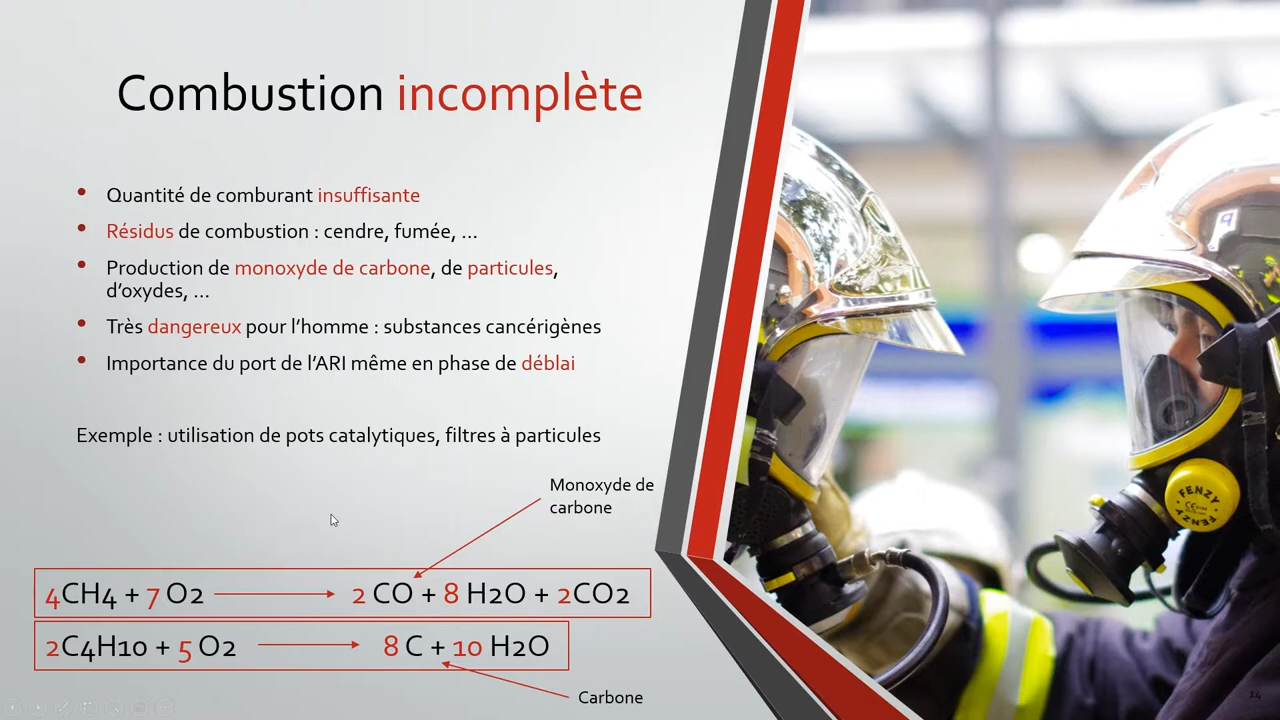 Combustion incomplète
• Quantité de comburant insuffisante
• Résidus de combustion : cendre, fumée, ...
• Production de monoxyde de carbone, de particules,
d'oxydes, ...
• Très dangereux pour l'homme : substances cancérigènes
• Importance du port de l'ARI même en phase de déblai
Exemple : utilisation de pots catalytiques, filtres à particules
Monoxyde de
carbone
4CH4 + 7 O2 → 2 CO + 8 H2O + 2CO2
2C4H10 + 5 O2 → 8 C + 10 H2O
Carbone
FENZY
CE
FENZY
14